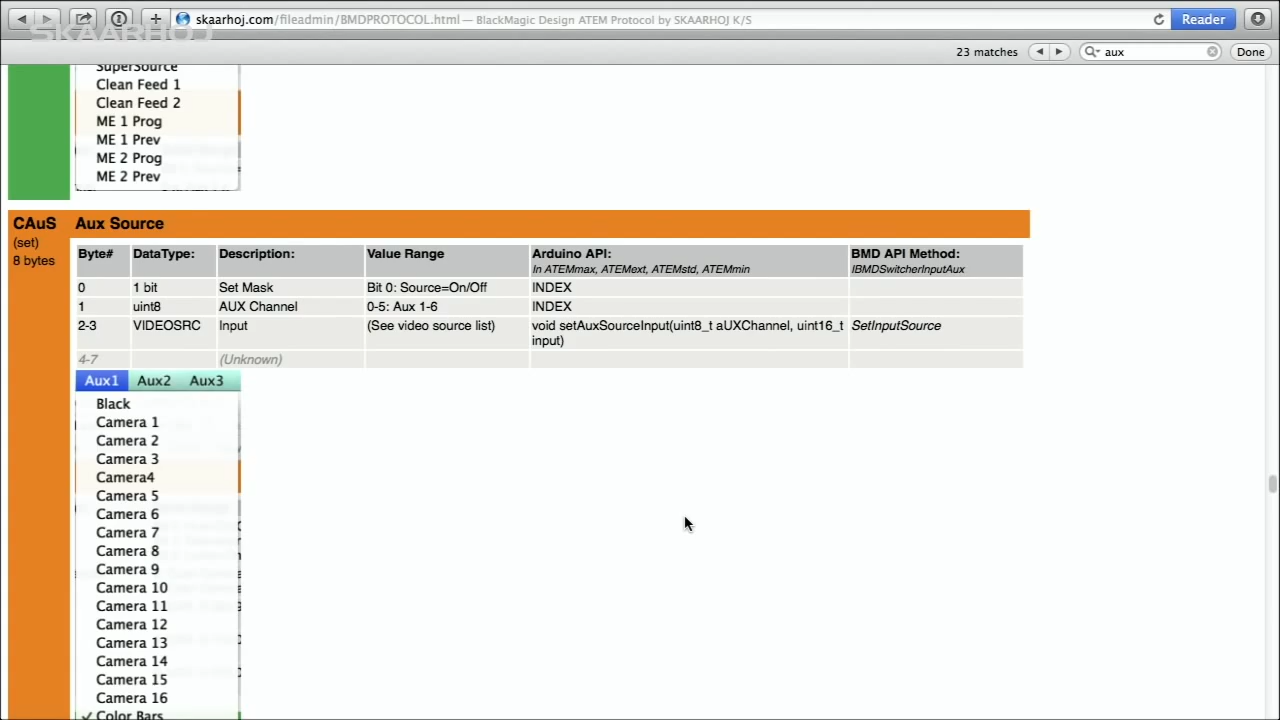 skaarhoj.com/fileadmin/BMDPROTOCOL.html — BlackMagic Design ATEM Protocol by SKAARHOJ K/S
Reader
SKAARHOJ
23 matches
aux
Done
SuperSource
Clean Feed 1
Clean Feed 2
ME 1 Prog
ME 1 Prev
ME 2 Prog
ME 2 Prev
CAuS Aux Source
(set)
8 bytes
Byte# DataType: Description: Value Range Arduino API: BMD API Method:
In ATEMmax, ATEMext, ATEMstd, ATEMmin IBMDSwitcherInputAux
0 1 bit Set Mask Bit 0: Source=On/Off INDEX
1 uint8 AUX Channel 0-5: Aux 1-6 INDEX
2-3 VIDEOSRC Input (See video source list) void setAuxSourceInput(uint8_t aUXChannel, uint16_t SetInputSource
input)
4-7 (Unknown)
Aux1 Aux2 Aux3
Black
Camera 1
Camera 2
Camera 3
Camera4
Camera 5
Camera 6
Camera 7
Camera 8
Camera 9
Camera 10
Camera 11
Camera 12
Camera 13
Camera 14
Camera 15
Camera 16
✓ Color Bars